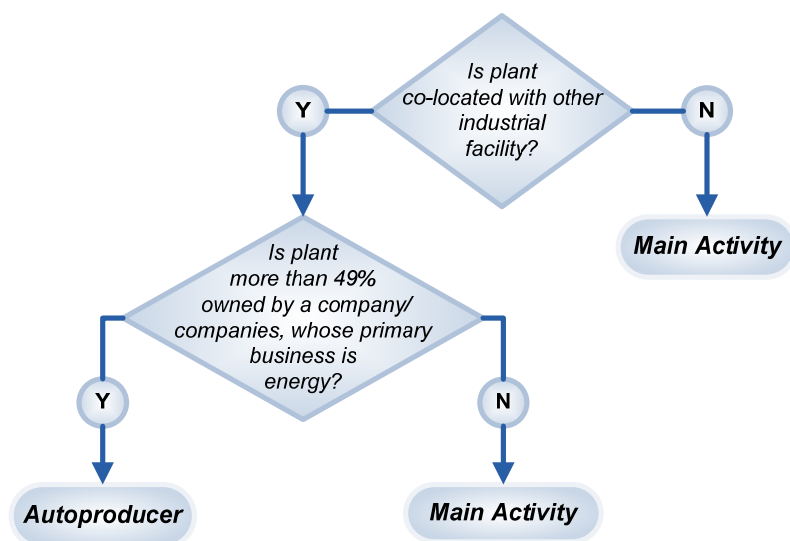 Is plant
co-located with other
industrial
facility?
Y
N
Main Activity
Is plant
more than 49%
owned by a company/
companies, whose primary
business is
energy?
Y
N
Autoproducer
Main Activity